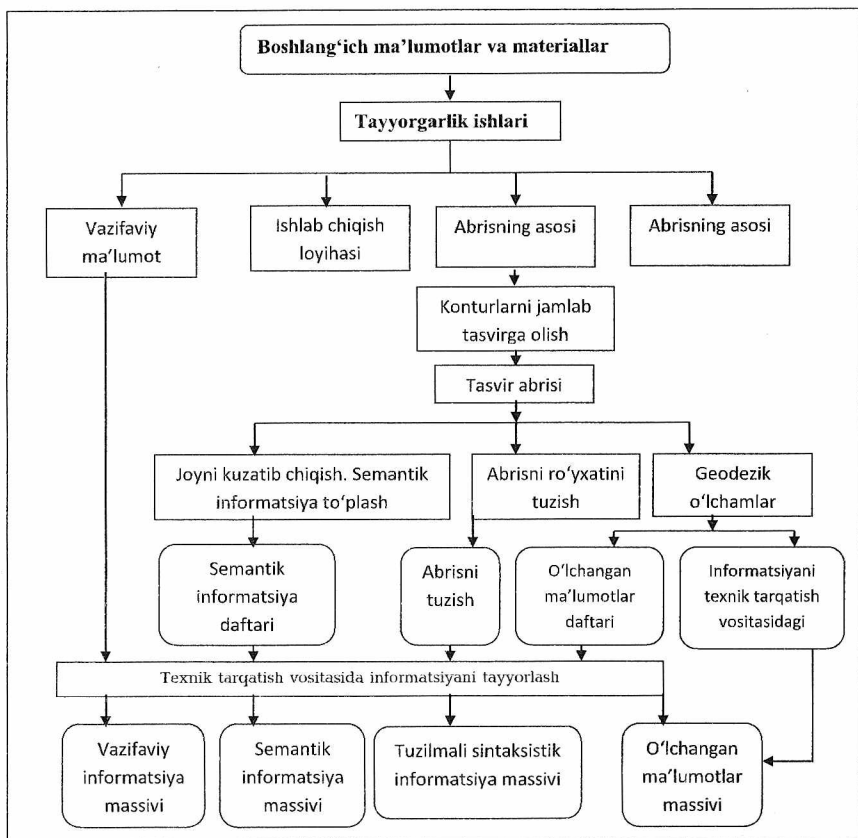 Boshlang‘ich ma’lumotlar va materiallar
Tayyorgarlik ishlari
Vazifaviy
ma’lumot
Ishlab chiqish
loyihasi
Abrisning asosi
Abrisning asosi
Konturlarni jamlab
tasvirga olish
Tasvir abrisi
Joyni kuzatib chiqish. Semantik
informatsiya to‘plash
Abrisni ro‘yxatini
tuzish
Geodezik
o‘lchamlar
Semantik
informatsiya
daftari
Abrisni
tuzish
O‘lchangan
ma’lumotlar
daftari
Informatsiyani
texnik tarqatish
vositasidagi
Texnik tarqatish vositasida informatsiyani tayyorlash
Vazifaviy
informatsiya
massivi
Semantik
informatsiya
massivi
Tuzilmali sintaksistik
informatsiya massivi
O‘lchangan
ma’lumotlar
massivi